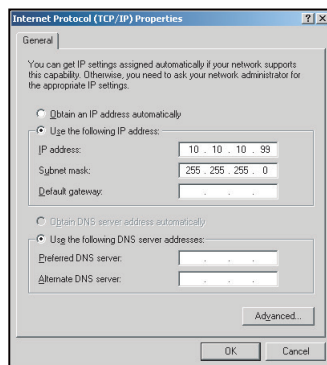 Internet Protocol (TCP/IP) Properties
General
You can get IP settings assigned automatically if your network supports
this capability. Otherwise, you need to ask your network administrator for
the appropriate IP settings.
Obtain an IP address automatically
Use the following IP address:
IP address: 10 . 10 . 10 . 99
Subnet mask: 255 . 255 . 255 . 0
Default gateway: . . .
Obtain DNS server address automatically
Use the following DNS server addresses:
Preferred DNS server: . . .
Alternate DNS server: . . .
Advanced...
OK Cancel